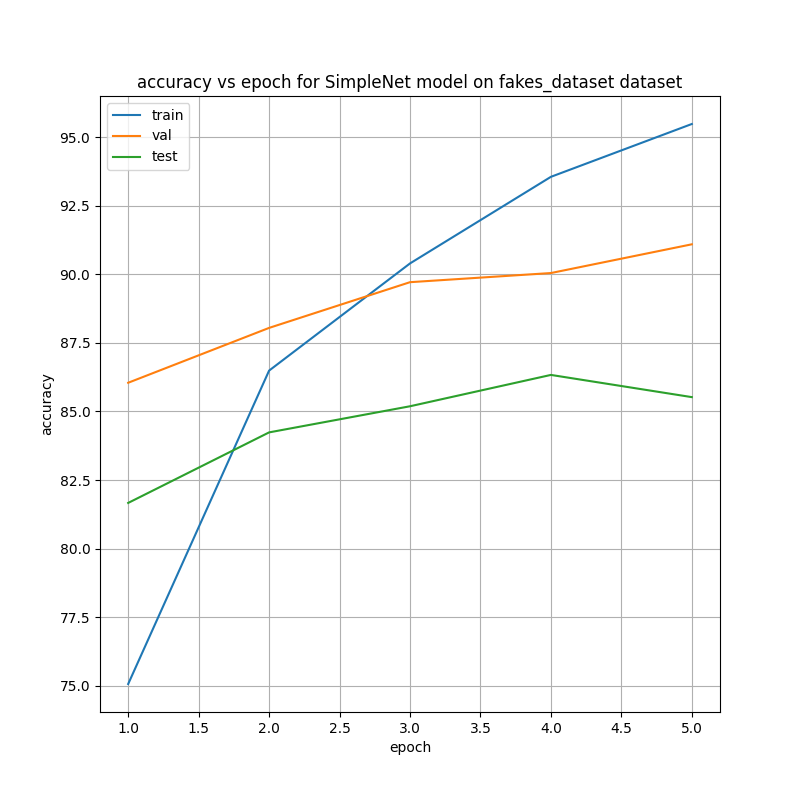 accuracy vs epoch for SimpleNet model on fakes_dataset dataset
train
val
test
95.0
92.5
90.0
87.5
85.0
82.5
80.0
77.5
75.0
accuracy
1.0 1.5 2.0 2.5 3.0 3.5 4.0 4.5 5.0
epoch